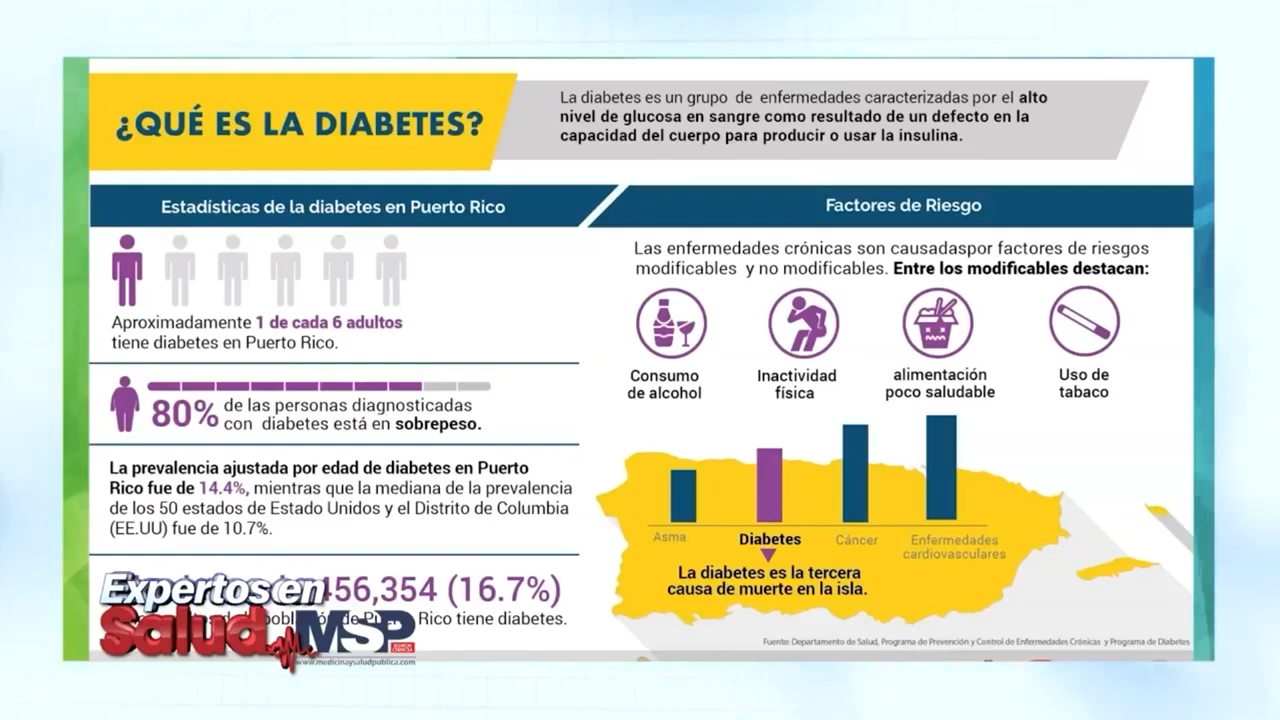 ¿QUÉ ES LA DIABETES?
La diabetes es un grupo de enfermedades caracterizadas por el alto
nivel de glucosa en sangre como resultado de un defecto en la
capacidad del cuerpo para producir o usar la insulina.
Estadísticas de la diabetes en Puerto Rico
Aproximadamente 1 de cada 6 adultos
tiene diabetes en Puerto Rico.
80% de las personas diagnosticadas
con diabetes está en sobrepeso.
La prevalencia ajustada por edad de diabetes en Puerto
Rico fue de 14.4%, mientras que la mediana de la prevalencia
de los 50 estados de Estado Unidos y el Distrito de Columbia
(EE.UU) fue de 10.7%.
456,354 (16.7%)
de Puerto Rico tiene diabetes.
Expertos en
Salud
MSP
www.medicinaysaludpublica.com
Factores de Riesgo
Las enfermedades crónicas son causadaspor factores de riesgos
modificables y no modificables. Entre los modificables destacan:
Consumo
de alcohol
Inactividad
física
alimentación
poco saludable
Uso de
tabaco
Asma
Diabetes
Cáncer
Enfermedades
cardiovasculares
La diabetes es la tercera
causa de muerte en la isla.
Fuente: Departamento de Salud, Programa de Prevención y Control de Enfermedades Crónicas y Programa de Diabetes